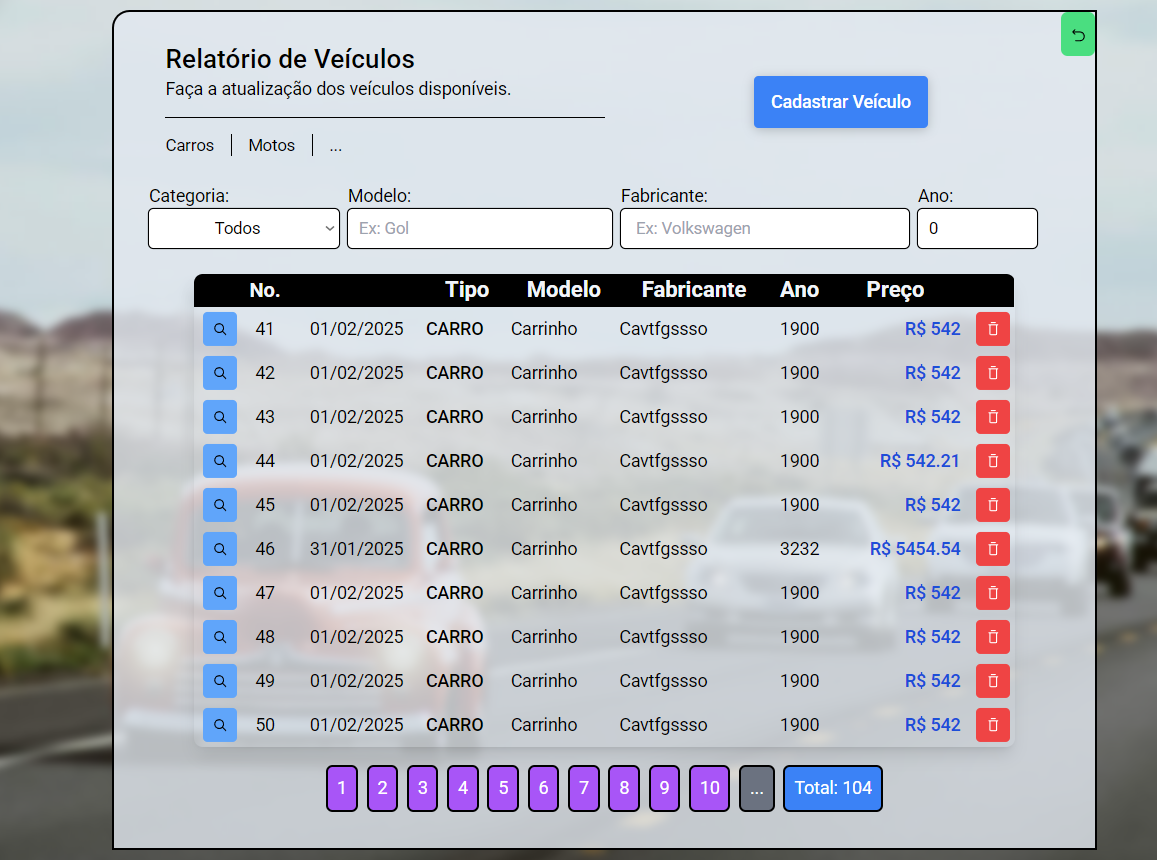 Relatório de Veículos
Faça a atualização dos veículos disponíveis.
Cadastrar Veículo
Carros Motos ...
Categoria: Modelo: Fabricante: Ano:
Todos Ex: Gol Ex: Volkswagen 0
No. Tipo Modelo Fabricante Ano Preço
41 01/02/2025 CARRO Carrinho Cavtfgssso 1900 R$ 542
42 01/02/2025 CARRO Carrinho Cavtfgssso 1900 R$ 542
43 01/02/2025 CARRO Carrinho Cavtfgssso 1900 R$ 542
44 01/02/2025 CARRO Carrinho Cavtfgssso 1900 R$ 542.21
45 01/02/2025 CARRO Carrinho Cavtfgssso 1900 R$ 542
46 31/01/2025 CARRO Carrinho Cavtfgssso 3232 R$ 5454.54
47 01/02/2025 CARRO Carrinho Cavtfgssso 1900 R$ 542
48 01/02/2025 CARRO Carrinho Cavtfgssso 1900 R$ 542
49 01/02/2025 CARRO Carrinho Cavtfgssso 1900 R$ 542
50 01/02/2025 CARRO Carrinho Cavtfgssso 1900 R$ 542
1 2 3 4 5 6 7 8 9 10 ... Total: 104